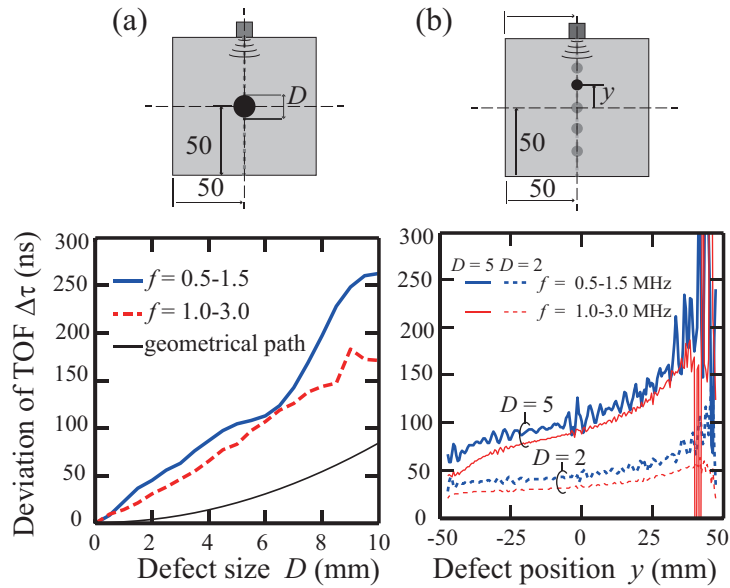 (a)
(b)
D
y
50
50
50
50
Deviation of TOF Δτ (ns)
300
250
200
150
100
50
0
f = 0.5-1.5
f = 1.0-3.0
geometrical path
0 2 4 6 8 10
Defect size D (mm)
300
250
200
150
100
50
0
D = 5 D = 2
f = 0.5-1.5 MHz
f = 1.0-3.0 MHz
D = 5
D = 2
-50 -25 0 25 50
Defect position y (mm)